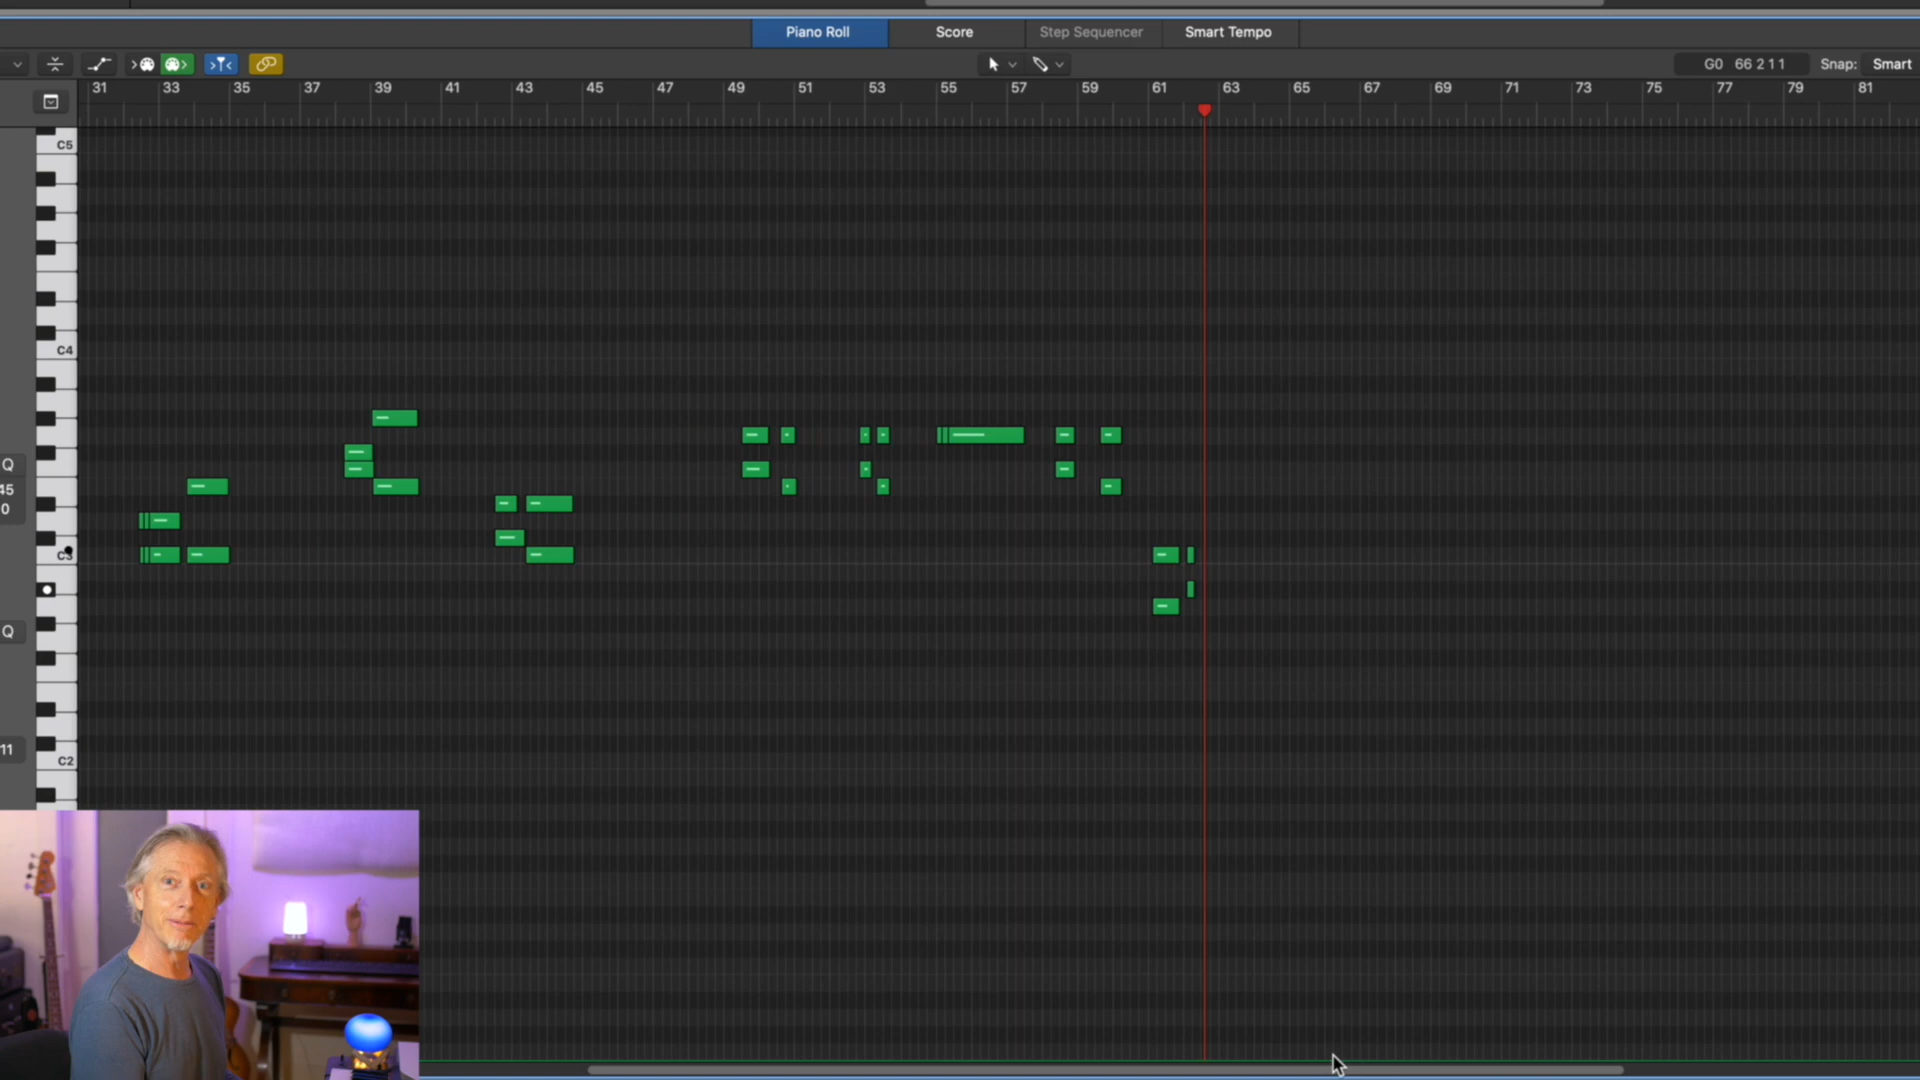 Piano Roll Score Step Sequencer Smart Tempo
G0 66 2 1 1 Snap: Smart
31 33 35 37 39 41 43 45 47 49 51 53 55 57 59 61 63 65 67 69 71 73 75 77 79 81
C5
C4
Q
45
0
C3
Q
11
C2